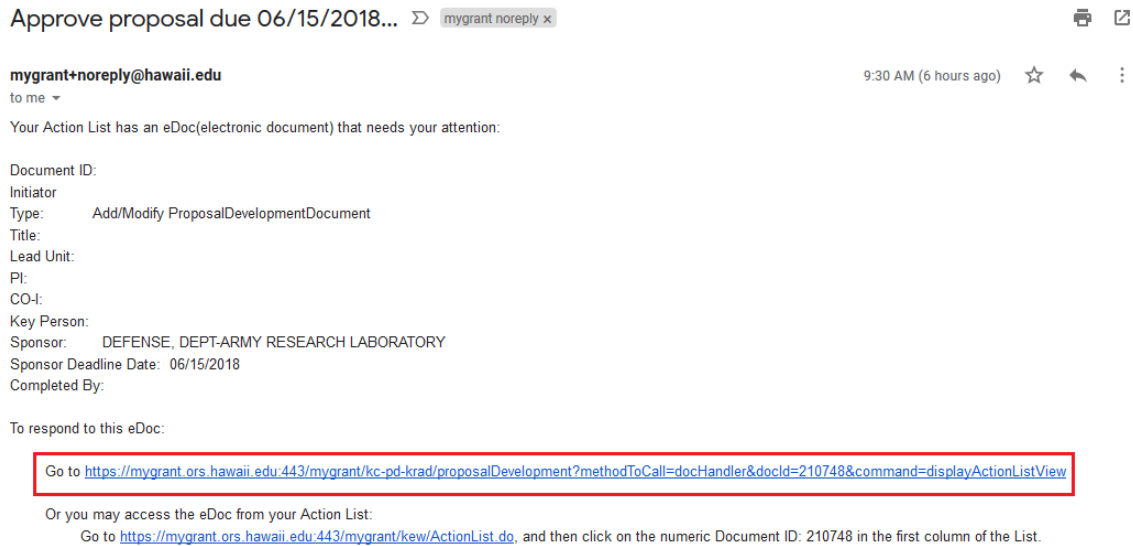 Approve proposal due 06/15/2018... mygrant noreply x
mygrant+noreply@hawaii.edu 9:30 AM (6 hours ago)
to me
Your Action List has an eDoc(electronic document) that needs your attention:
Document ID:
Initiator
Type: Add/Modify ProposalDevelopmentDocument
Title:
Lead Unit:
PI:
CO-I:
Key Person:
Sponsor: DEFENSE, DEPT-ARMY RESEARCH LABORATORY
Sponsor Deadline Date: 06/15/2018
Completed By:
To respond to this eDoc:
Go to https://mygrant.ors.hawaii.edu:443/mygrant/kc-pd-krad/proposalDevelopment?methodToCall=docHandler&docId=210748&command=displayActionListView
Or you may access the eDoc from your Action List:
Go to https://mygrant.ors.hawaii.edu:443/mygrant/kew/ActionList.do, and then click on the numeric Document ID: 210748 in the first column of the List.